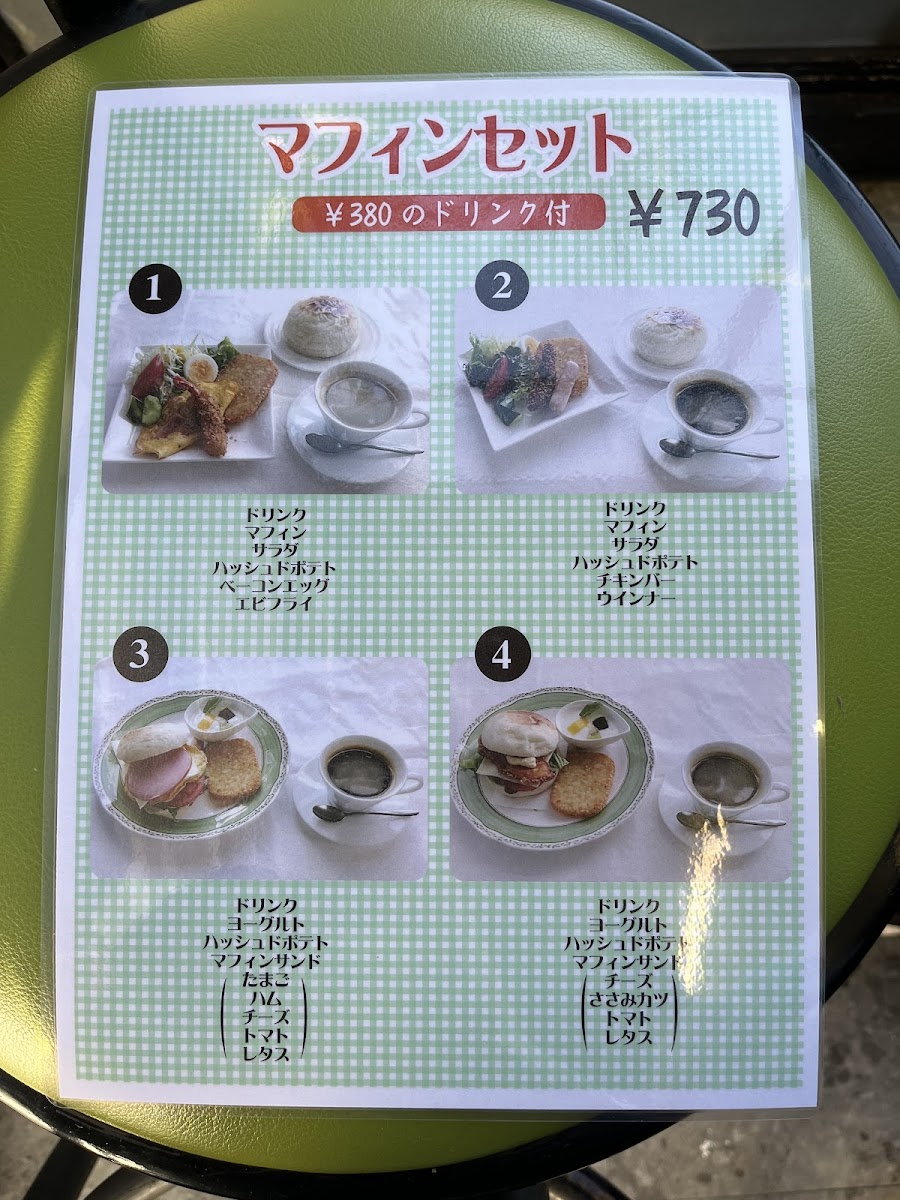 マフィンセット
￥380 のドリンク付 ￥730
1
ドリンク
マフィン
サラダ
ハッシュドポテト
ベーコンエッグ
エビフライ
2
ドリンク
マフィン
サラダ
ハッシュドポテト
チキンバー
ウインナー
3
ドリンク
ヨーグルト
ハッシュドポテト
マフィンサンド
たまご
ハム
チーズ
トマト
レタス
4
ドリンク
ヨーグルト
ハッシュドポテト
マフィンサンド
チーズ
ささみカツ
トマト
レタス